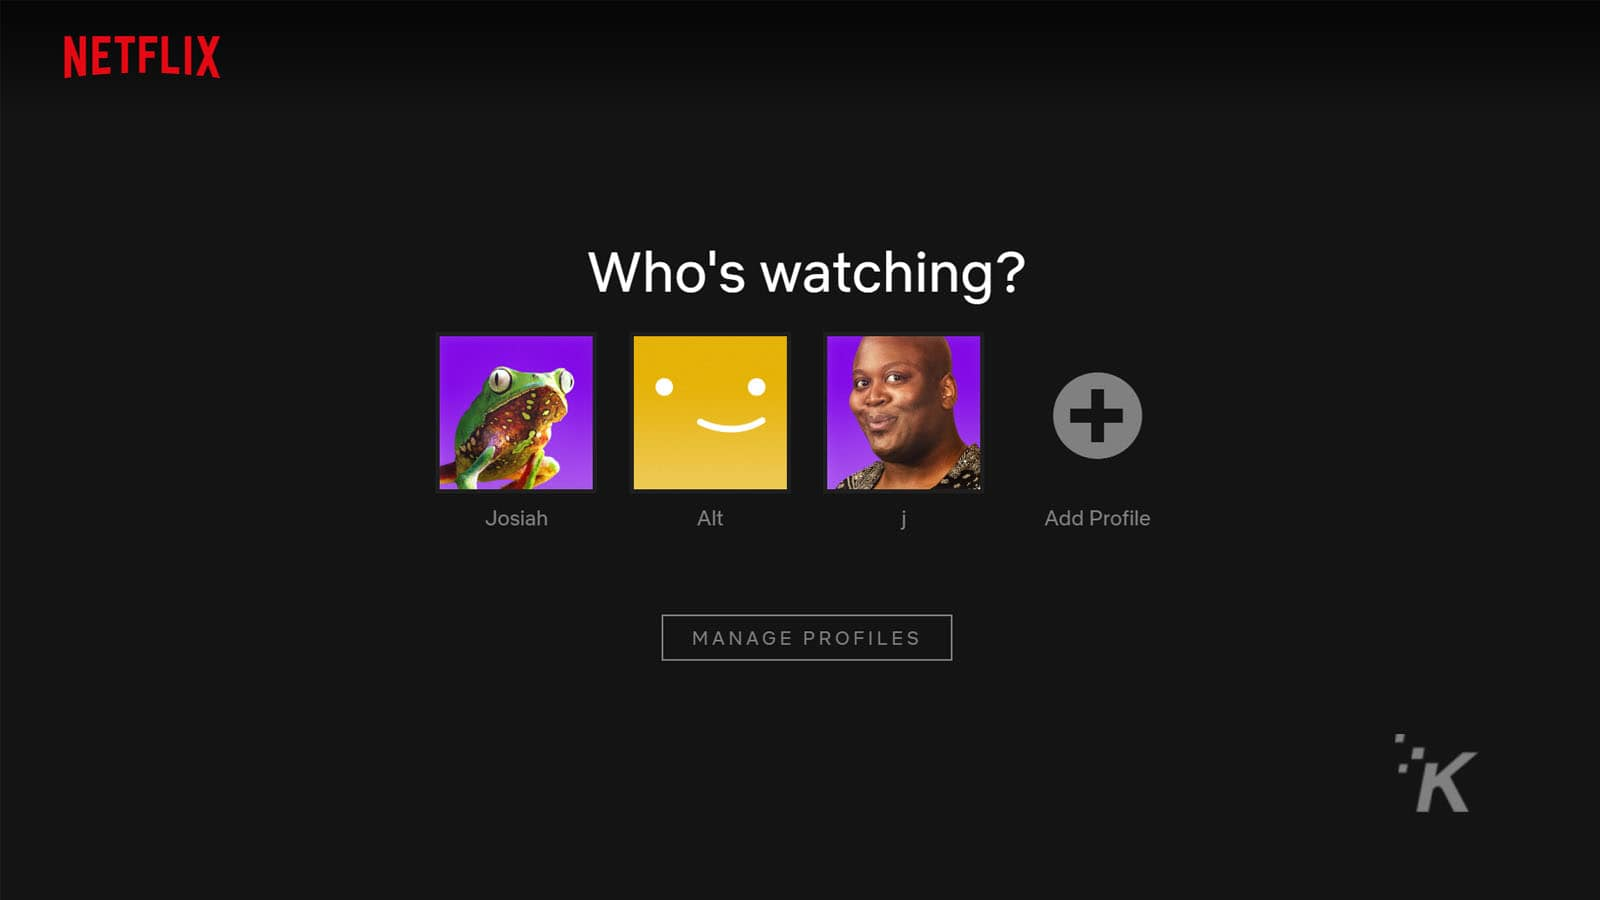 NETFLIX
Who's watching?
Josiah
Alt
j
Add Profile
MANAGE PROFILES
K